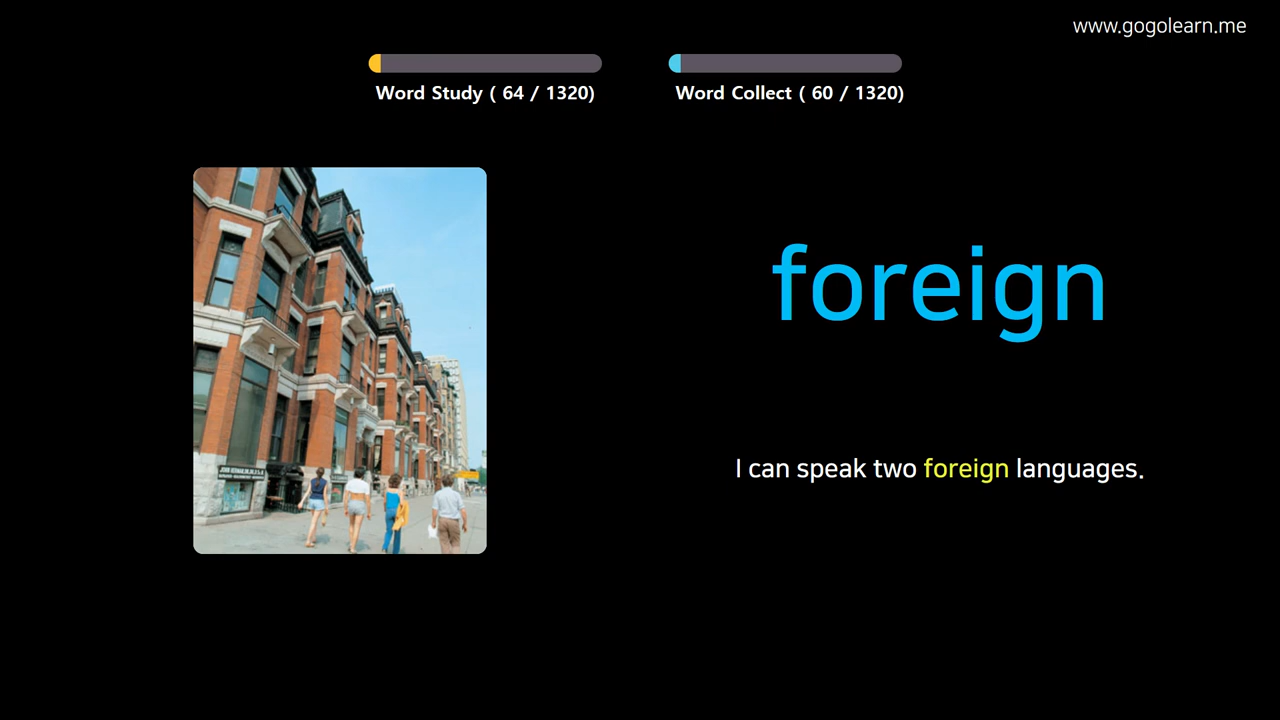 www.gogolearn.me
Word Study ( 64 / 1320)
Word Collect ( 60 / 1320)
foreign
I can speak two foreign languages.